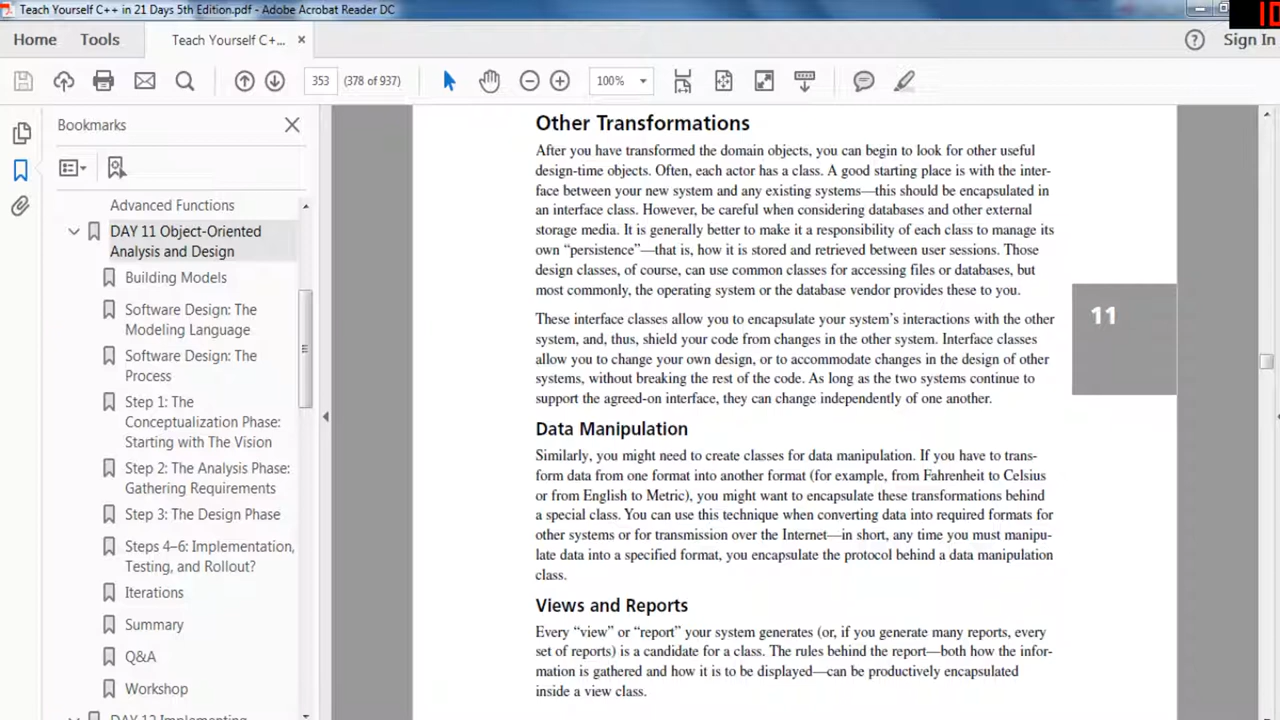 Teach Yourself C++ in 21 Days 5th Edition.pdf - Adobe Acrobat Reader DC
Home Tools Teach Yourself C++... ×
Sign In
353 (378 of 937) 100%
Bookmarks
Advanced Functions
DAY 11 Object-Oriented
Analysis and Design
Building Models
Software Design: The
Modeling Language
Software Design: The
Process
Step 1: The
Conceptualization Phase:
Starting with The Vision
Step 2: The Analysis Phase:
Gathering Requirements
Step 3: The Design Phase
Steps 4–6: Implementation,
Testing, and Rollout?
Iterations
Summary
Q&A
Workshop
DAY 12 Implementing
Other Transformations
After you have transformed the domain objects, you can begin to look for other useful
design-time objects. Often, each actor has a class. A good starting place is with the inter-
face between your new system and any existing systems—this should be encapsulated in
an interface class. However, be careful when considering databases and other external
storage media. It is generally better to make it a responsibility of each class to manage its
own “persistence”—that is, how it is stored and retrieved between user sessions. Those
design classes, of course, can use common classes for accessing files or databases, but
most commonly, the operating system or the database vendor provides these to you.
These interface classes allow you to encapsulate your system’s interactions with the other
system, and, thus, shield your code from changes in the other system. Interface classes
allow you to change your own design, or to accommodate changes in the design of other
systems, without breaking the rest of the code. As long as the two systems continue to
support the agreed-on interface, they can change independently of one another.
11
Data Manipulation
Similarly, you might need to create classes for data manipulation. If you have to trans-
form data from one format into another format (for example, from Fahrenheit to Celsius
or from English to Metric), you might want to encapsulate these transformations behind
a special class. You can use this technique when converting data into required formats for
other systems or for transmission over the Internet—in short, any time you must manipu-
late data into a specified format, you encapsulate the protocol behind a data manipulation
class.
Views and Reports
Every “view” or “report” your system generates (or, if you generate many reports, every
set of reports) is a candidate for a class. The rules behind the report—both how the infor-
mation is gathered and how it is to be displayed—can be productively encapsulated
inside a view class.